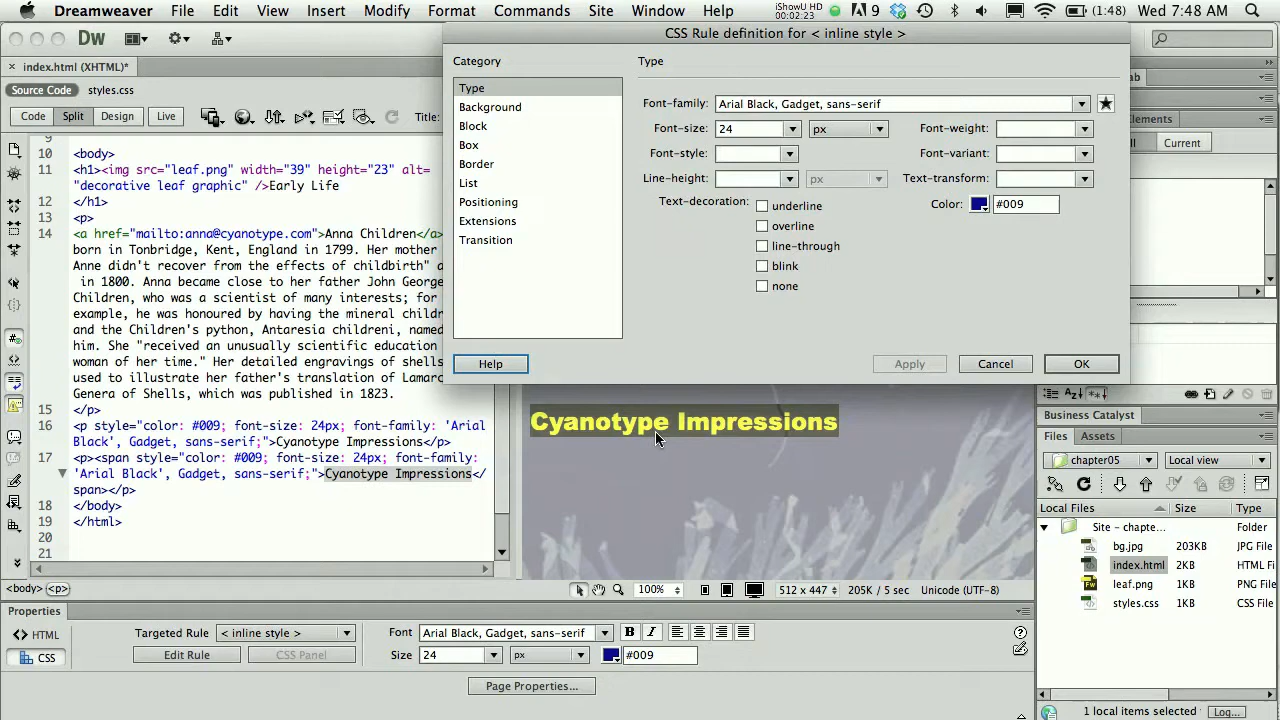 Dreamweaver File Edit View Insert Modify Format Commands Site Window Help iShowU HD 00:02:23 9 (1:48) Wed 7:48 AM
Dw
CSS Rule definition for < inline style >
index.html (XHTML)*
Source Code styles.css
Code Split Design Live Title:
9
10 <body>
11 <h1><img src="leaf.png" width="39" height="23" alt=
"decorative leaf graphic" />Early Life
12 </h1>
13 <p>
14 <a href="mailto:anna@cyanotype.com">Anna Children</a>
born in Tonbridge, Kent, England in 1799. Her mother
Anne didn't recover from the effects of childbirth"
in 1800. Anna became close to her father John George
Children, who was a scientist of many interests; for
example, he was honoured by having the mineral
and the Children's python, Antaresia childreni, named
him. She "received an unusually scientific education
woman of her time." Her detailed engravings of shells
used to illustrate her father's translation of
Genera of Shells, which was published in 1823.
15 </p>
16 <p style="color: #009; font-size: 24px; font-family: 'Arial
Black', Gadget, sans-serif;">Cyanotype Impressions</p>
17 <p><span style="color: #009; font-size: 24px; font-family:
'Arial Black', Gadget, sans-serif;">Cyanotype Impressions</
span></p>
18 </body>
19 </html>
20
21
Category
Type
Background
Block
Box
Border
List
Positioning
Extensions
Transition
Type
Font-family: Arial Black, Gadget, sans-serif
Font-size: 24 px Font-weight:
Font-style: Font-variant:
Line-height: px Text-transform:
Text-decoration: underline Color: #009
overline
line-through
blink
none
Help Apply Cancel OK
Current
Cyanotype Impressions
100% 512 x 447 205K / 5 sec Unicode (UTF-8)
<body> <p>
Business Catalyst
Files Assets
chapter05 Local view
Local Files Size Type
Site - chapte... Folder
bg.jpg 203KB JPG File
index.html 2KB HTML Fi
leaf.png 1KB PNG File
styles.css 1KB CSS File
1 local items selected Log...
Properties
HTML Targeted Rule < inline style > Font Arial Black, Gadget, sans-serif B I
CSS Edit Rule CSS Panel Size 24 px #009
Page Properties...